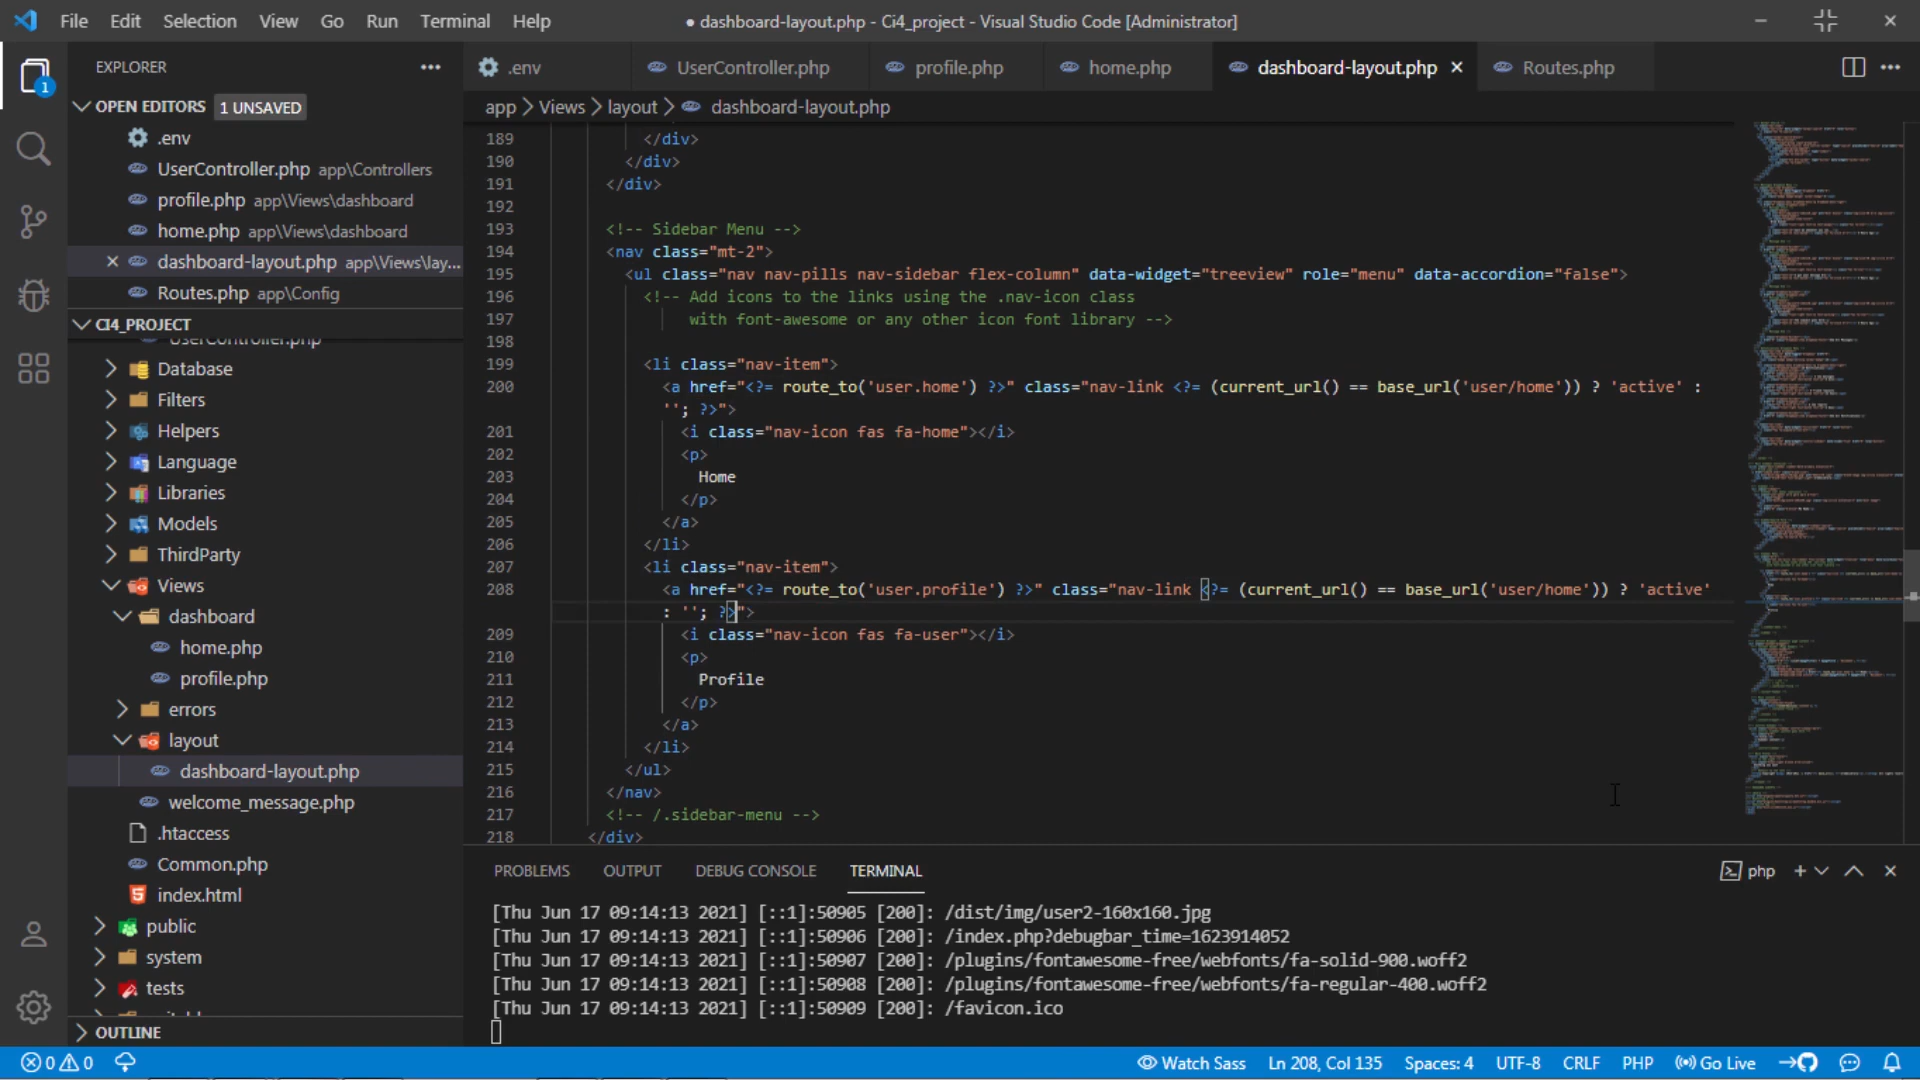 File Edit Selection View Go Run Terminal Help
● dashboard-layout.php - Ci4_project - Visual Studio Code [Administrator]
EXPLORER
.env
UserController.php
profile.php
home.php
dashboard-layout.php
Routes.php
1
OPEN EDITORS 1 UNSAVED
.env
UserController.php app\Controllers
profile.php app\Views\dashboard
home.php app\Views\dashboard
dashboard-layout.php app\Views\lay...
Routes.php app\Config
CI4_PROJECT
UserController.php
Database
Filters
Helpers
Language
Libraries
Models
ThirdParty
Views
dashboard
home.php
profile.php
errors
layout
dashboard-layout.php
welcome_message.php
.htaccess
Common.php
index.html
public
system
tests
OUTLINE
app > Views > layout > dashboard-layout.php
189 </div>
190 </div>
191 </div>
192
193 <!-- Sidebar Menu -->
194 <nav class="mt-2">
195 <ul class="nav nav-pills nav-sidebar flex-column" data-widget="treeview" role="menu" data-accordion="false">
196 <!-- Add icons to the links using the .nav-icon class
197 with font-awesome or any other icon font library -->
198
199 <li class="nav-item">
200 <a href="<?= route_to('user.home') ?>" class="nav-link <?= (current_url() == base_url('user/home')) ? 'active' :
''; ?>">
201 <i class="nav-icon fas fa-home"></i>
202 <p>
203 Home
204 </p>
205 </a>
206 </li>
207 <li class="nav-item">
208 <a href="<?= route_to('user.profile') ?>" class="nav-link <?= (current_url() == base_url('user/home')) ? 'active'
: ''; ?>">
209 <i class="nav-icon fas fa-user"></i>
210 <p>
211 Profile
212 </p>
213 </a>
214 </li>
215 </ul>
216 </nav>
217 <!-- /.sidebar-menu -->
218 </div>
PROBLEMS OUTPUT DEBUG CONSOLE TERMINAL
php
[Thu Jun 17 09:14:13 2021] [::1]:50905 [200]: /dist/img/user2-160x160.jpg
[Thu Jun 17 09:14:13 2021] [::1]:50906 [200]: /index.php?debugbar_time=1623914052
[Thu Jun 17 09:14:13 2021] [::1]:50907 [200]: /plugins/fontawesome-free/webfonts/fa-solid-900.woff2
[Thu Jun 17 09:14:13 2021] [::1]:50908 [200]: /plugins/fontawesome-free/webfonts/fa-regular-400.woff2
[Thu Jun 17 09:14:13 2021] [::1]:50909 [200]: /favicon.ico
0 0
Watch Sass Ln 208, Col 135 Spaces: 4 UTF-8 CRLF PHP Go Live